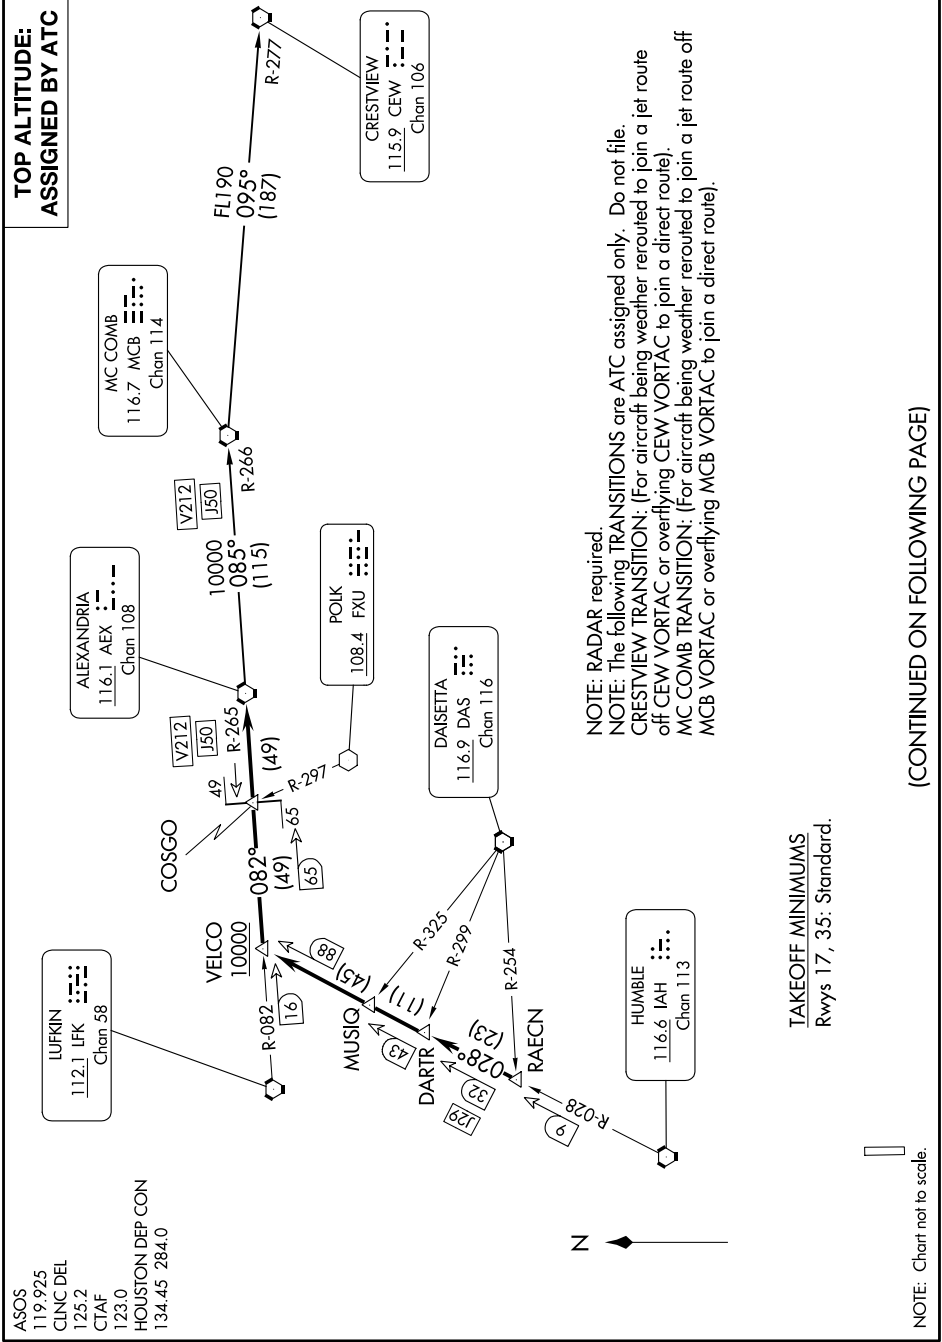 TOP ALTITUDE:
ASSIGNED BY ATC
ASOS
119.925
CLNC DEL
125.2
CTAF
123.0
HOUSTON DEP CON
134.45 284.0
LUFKIN
112.1 LFK
Chan 58
ALEXANDRIA
116.1 AEX
Chan 108
MC COMB
116.7 MCB
Chan 114
CRESTVIEW
115.9 CEW
Chan 106
POLK
108.4 FXU
DAISETTA
116.9 DAS
Chan 116
HUMBLE
116.6 IAH
Chan 113
R-277
FL190
095°
(187)
R-266
V212
J50
10000
085°
(115)
V212
J50
R-265
(49)
49
COSGO
R-297
65
65
082°
(49)
VELCO
10000
R-082
16
88
(45)
MUSIQ
R-325
(11)
43
DARTR
R-299
(23)
028°
32
J29
RAECN
R-254
9
R-028
N
NOTE: RADAR required.
NOTE: The following TRANSITIONS are ATC assigned only. Do not file.
CRESTVIEW TRANSITION: (For aircraft being weather rerouted to join a jet route
off CEW VORTAC or overflying CEW VORTAC to join a direct route).
MC COMB TRANSITION: (For aircraft being weather rerouted to join a jet route off
MCB VORTAC or overflying MCB VORTAC to join a direct route).
TAKEOFF MINIMUMS
Rwys 17, 35: Standard.
NOTE: Chart not to scale.
(CONTINUED ON FOLLOWING PAGE)